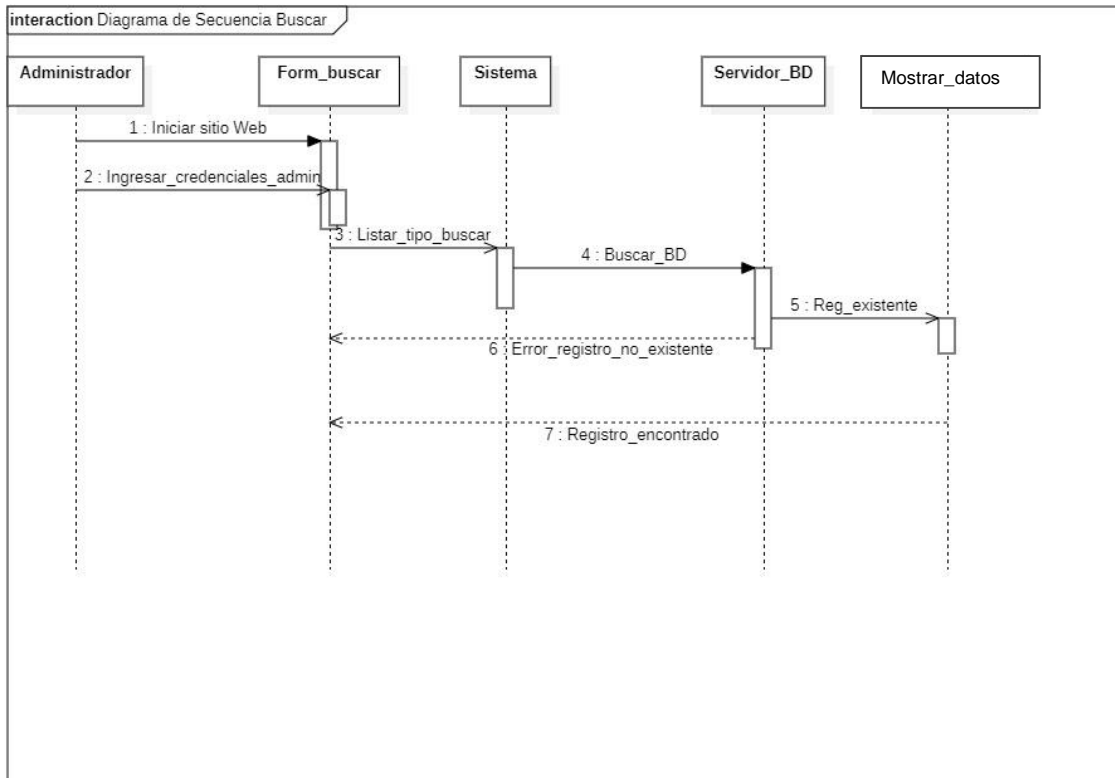 interaction Diagrama de Secuencia Buscar
Administrador
Form_buscar
Sistema
Servidor_BD
Mostrar_datos
1 : Iniciar sitio Web
2 : Ingresar_credenciales_admin
3 : Listar_tipo_buscar
4 : Buscar_BD
5 : Reg_existente
6 : Error_registro_no_existente
7 : Registro_encontrado